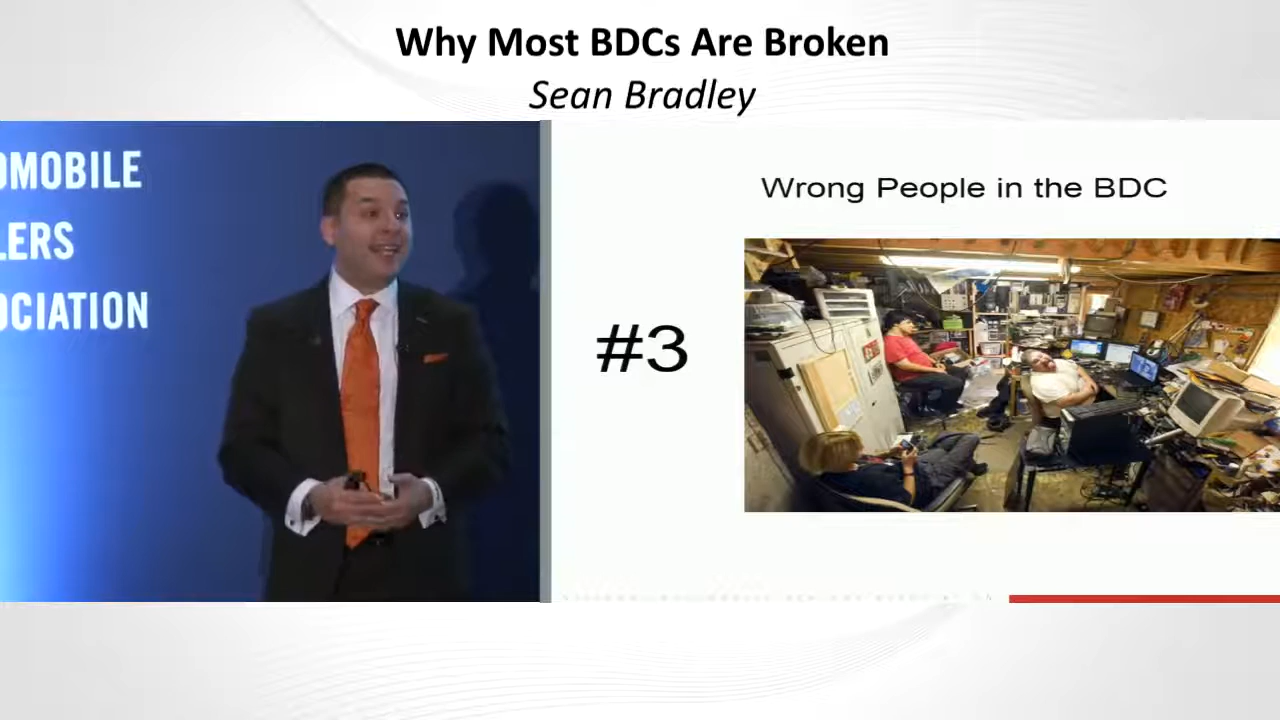 Why Most BDCs Are Broken
Sean Bradley
OMOBILE
LERS
OCIATION
Wrong People in the BDC
#3